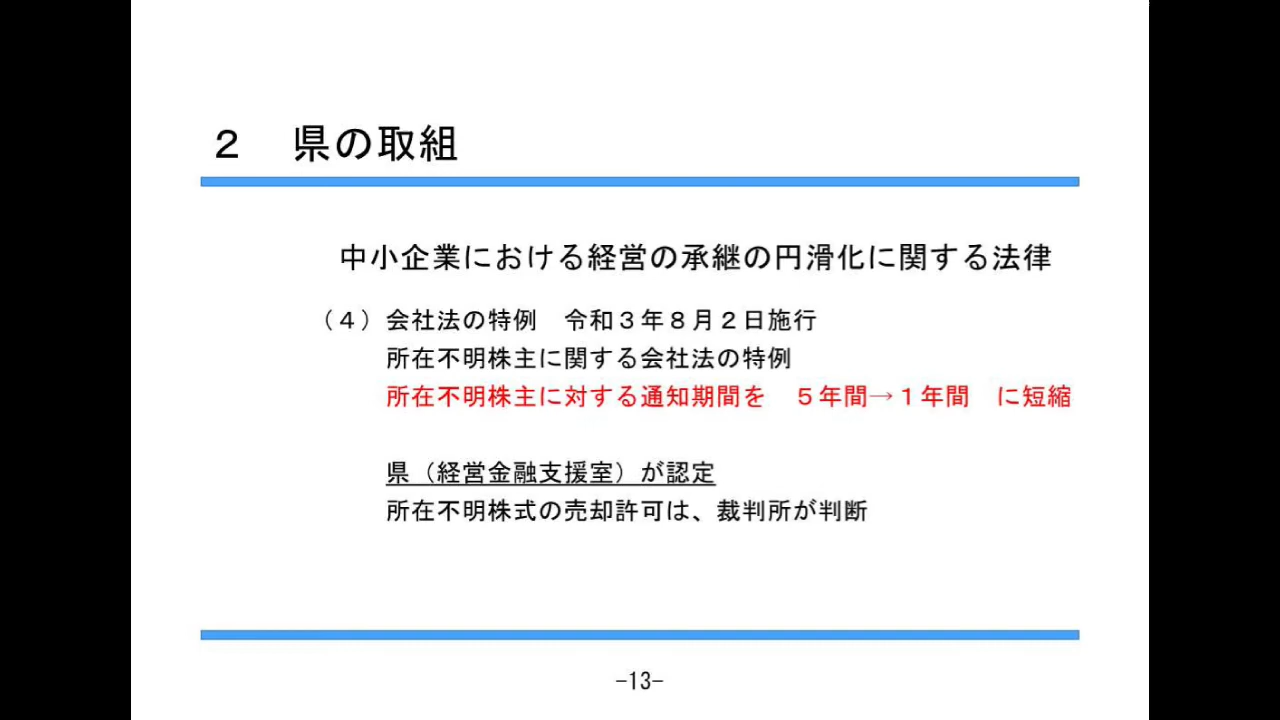 ２　県の取組
中小企業における経営の承継の円滑化に関する法律
（４）会社法の特例　令和３年８月２日施行
所在不明株主に関する会社法の特例
所在不明株主に対する通知期間を　５年間→１年間　に短縮
県（経営金融支援室）が認定
所在不明株式の売却許可は、裁判所が判断
-13-